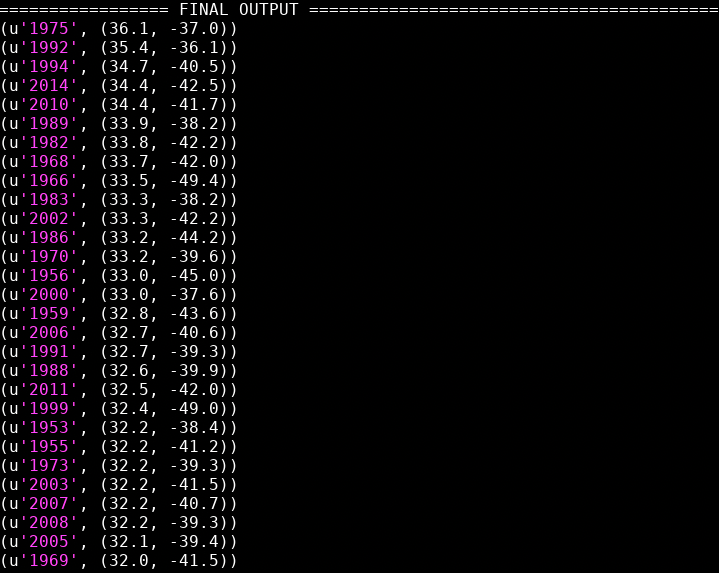 ================= FINAL OUTPUT =========================================
(u'1975', (36.1, -37.0))
(u'1992', (35.4, -36.1))
(u'1994', (34.7, -40.5))
(u'2014', (34.4, -42.5))
(u'2010', (34.4, -41.7))
(u'1989', (33.9, -38.2))
(u'1982', (33.8, -42.2))
(u'1968', (33.7, -42.0))
(u'1966', (33.5, -49.4))
(u'1983', (33.3, -38.2))
(u'2002', (33.3, -42.2))
(u'1986', (33.2, -44.2))
(u'1970', (33.2, -39.6))
(u'1956', (33.0, -45.0))
(u'2000', (33.0, -37.6))
(u'1959', (32.8, -43.6))
(u'2006', (32.7, -40.6))
(u'1991', (32.7, -39.3))
(u'1988', (32.6, -39.9))
(u'2011', (32.5, -42.0))
(u'1999', (32.4, -49.0))
(u'1953', (32.2, -38.4))
(u'1955', (32.2, -41.2))
(u'1973', (32.2, -39.3))
(u'2003', (32.2, -41.5))
(u'2007', (32.2, -40.7))
(u'2008', (32.2, -39.3))
(u'2005', (32.1, -39.4))
(u'1969', (32.0, -41.5))